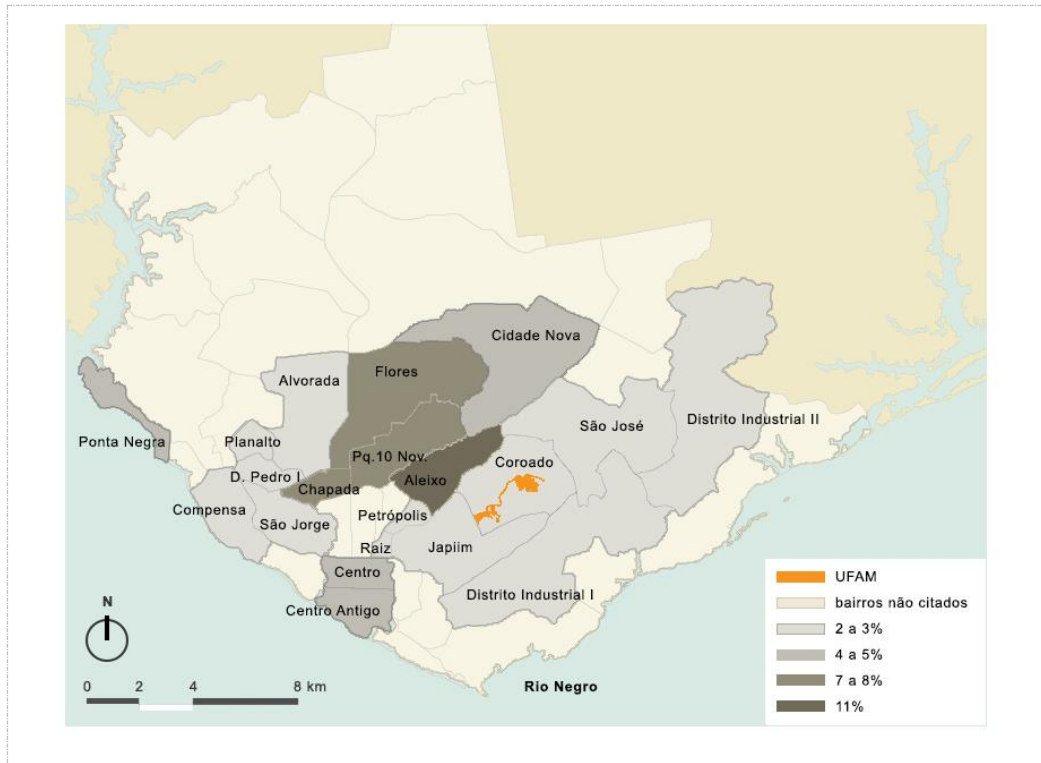 Cidade Nova
Flores
Alvorada
São José
Distrito Industrial II
Ponta Negra
Planalto
Pq.10 Nov.
Coroado
D. Pedro I
Aleixo
Chapada
Compensa
Petrópolis
São Jorge
Raiz
Japiim
Centro
Distrito Industrial I
Centro Antigo
Rio Negro
N
0 2 4 8 km
UFAM
bairros não citados
2 a 3%
4 a 5%
7 a 8%
11%